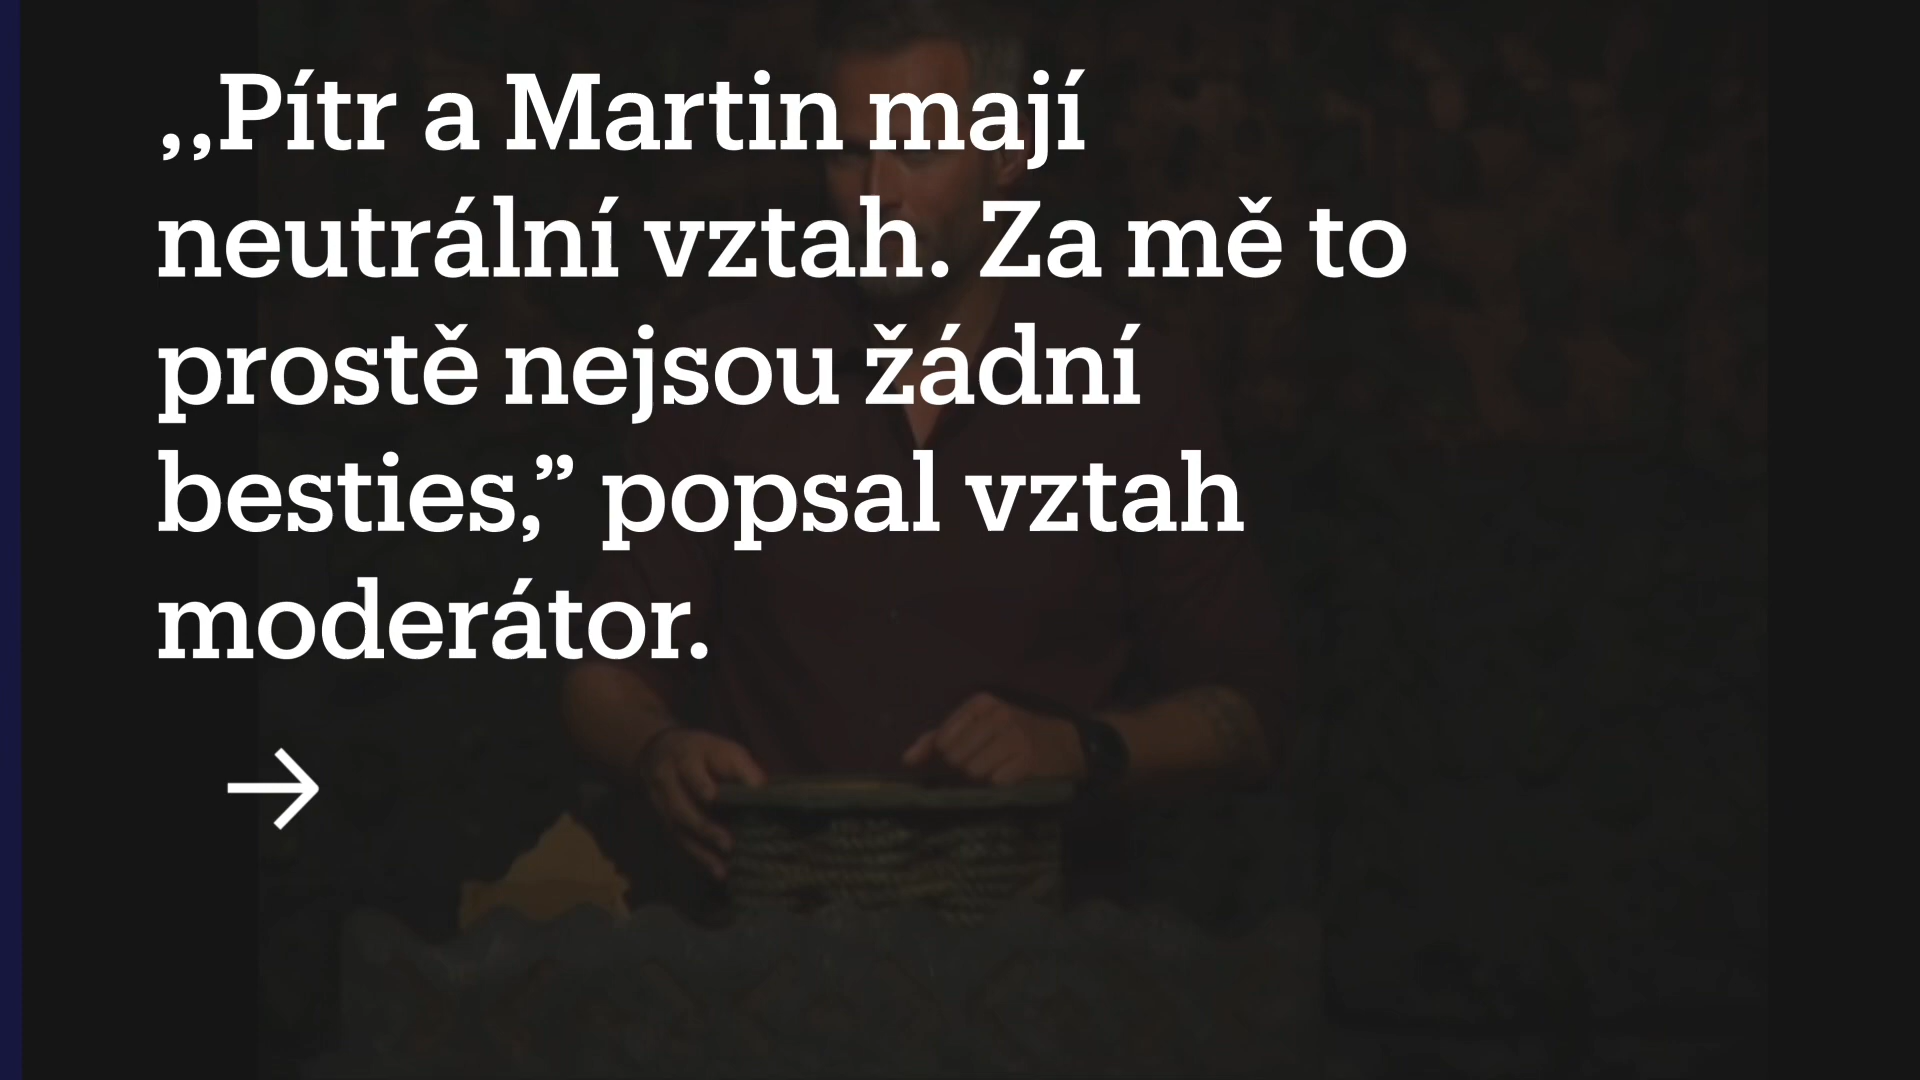 ,,Pítr a Martin mají
neutrální vztah. Za mě to
prostě nejsou žádní
besties,” popsal vztah
moderátor.